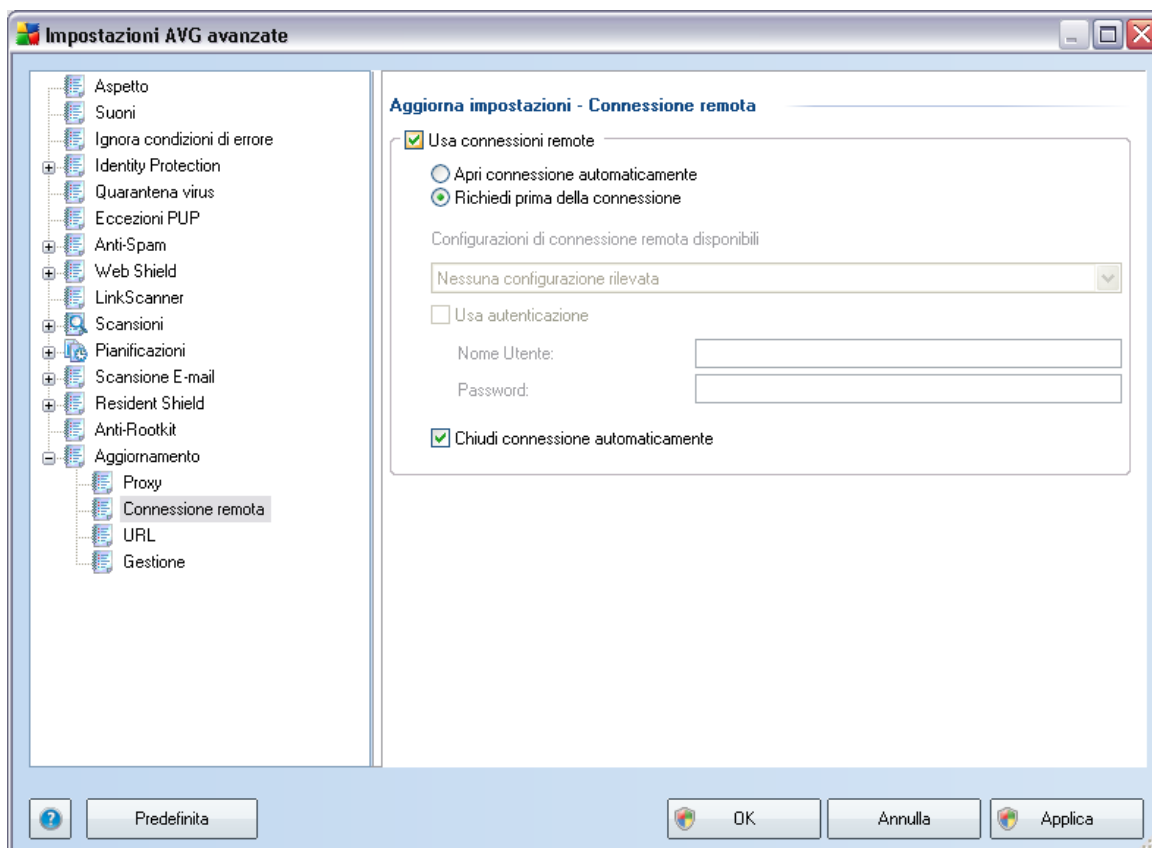 Impostazioni AVG avanzate
Aspetto
Suoni
Ignora condizioni di errore
Identity Protection
Quarantena virus
Eccezioni PUP
Anti-Spam
Web Shield
LinkScanner
Scansioni
Pianificazioni
Scansione E-mail
Resident Shield
Anti-Rootkit
Aggiornamento
Proxy
Connessione remota
URL
Gestione
Aggiorna impostazioni - Connessione remota
Usa connessioni remote
Apri connessione automaticamente
Richiedi prima della connessione
Configurazioni di connessione remota disponibili
Nessuna configurazione rilevata
Usa autenticazione
Nome Utente:
Password:
Chiudi connessione automaticamente
Predefinita
OK
Annulla
Applica